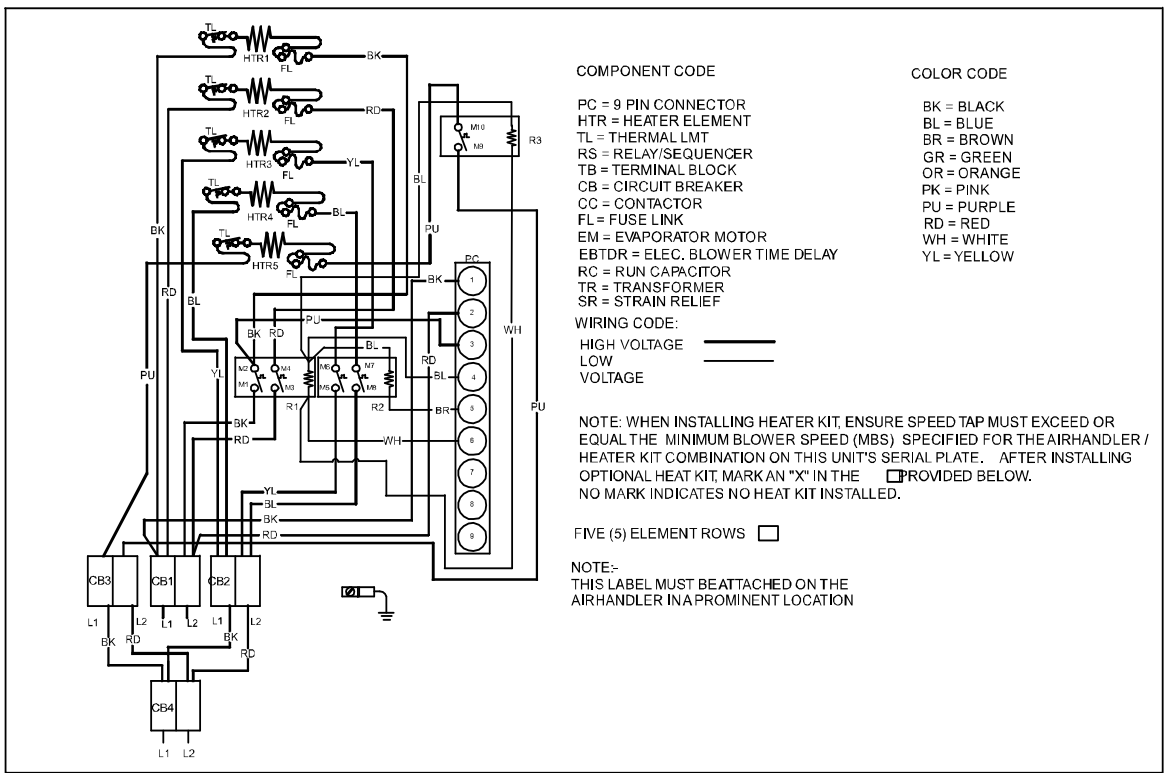 TL
HTR1
FL
BK
TL
HTR2
FL
RD
TL
HTR3
FL
YL
TL
HTR4
FL
BL
TL
HTR5
FL
M10
M9
R3
BL
PU
BK
RD
BL
PC
1
2
3
4
5
6
7
8
9
BK
PU
BK
RD
BL
RD
WH
PU
YL
M2
M4
M1
M3
R1
M6
M7
M5
M8
R2
BL
BR
PU
BK
RD
WH
YL
BL
BK
RD
CB3
CB1
CB2
L1
L2
L1
L2
L1
L2
BK
RD
BK
RD
CB4
L1
L2
COMPONENT CODE
PC = 9 PIN CONNECTOR
HTR = HEATER ELEMENT
TL = THERMAL LMT
RS = RELAY/SEQUENCER
TB = TERMINAL BLOCK
CB = CIRCUIT BREAKER
CC = CONTACTOR
FL = FUSE LINK
EM = EVAPORATOR MOTOR
EBTDR = ELEC. BLOWER TIME DELAY
RC = RUN CAPACITOR
TR = TRANSFORMER
SR = STRAIN RELIEF
WIRING CODE:
HIGH VOLTAGE
LOW
VOLTAGE
COLOR CODE
BK = BLACK
BL = BLUE
BR = BROWN
GR = GREEN
OR = ORANGE
PK = PINK
PU = PURPLE
RD = RED
WH = WHITE
YL = YELLOW
NOTE: WHEN INSTALLING HEATER KIT, ENSURE SPEED TAP MUST EXCEED OR
EQUAL THE MINIMUM BLOWER SPEED (MBS) SPECIFIED FOR THE AIRHANDLER /
HEATER KIT COMBINATION ON THIS UNIT'S SERIAL PLATE. AFTER INSTALLING
OPTIONAL HEAT KIT, MARK AN "X" IN THE PROVIDED BELOW.
NO MARK INDICATES NO HEAT KIT INSTALLED.
FIVE (5) ELEMENT ROWS
NOTE:-
THIS LABEL MUST BE ATTACHED ON THE
AIRHANDLER IN A PROMINENT LOCATION